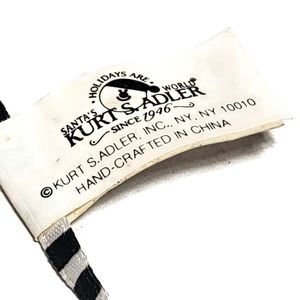 HOLIDAYS ARE
SANTA'S WORLD
KURT S. ADLER
SINCE 1946
© KURT S.ADLER, INC., NY, NY 10010
HAND-CRAFTED IN CHINA